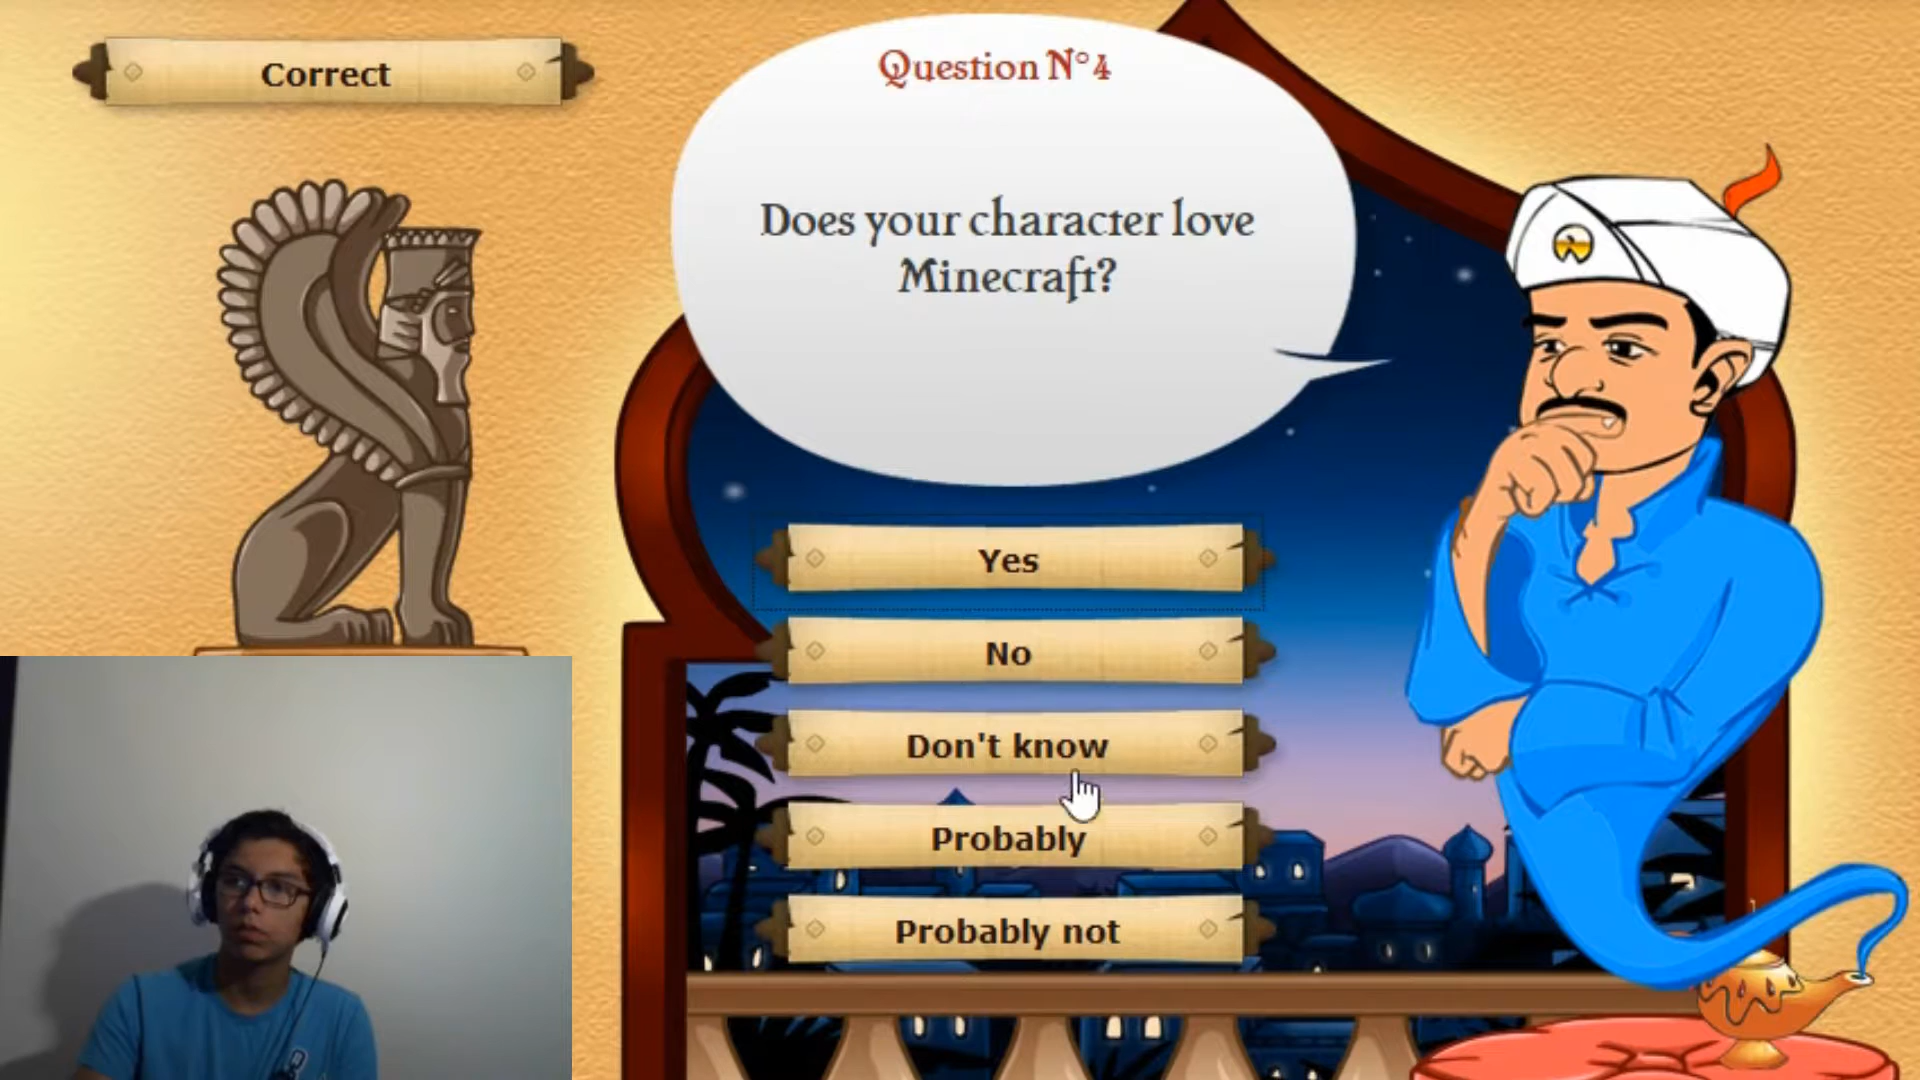 Correct
Question N°4
Does your character love
Minecraft?
Yes
No
Don't know
Probably
Probably not